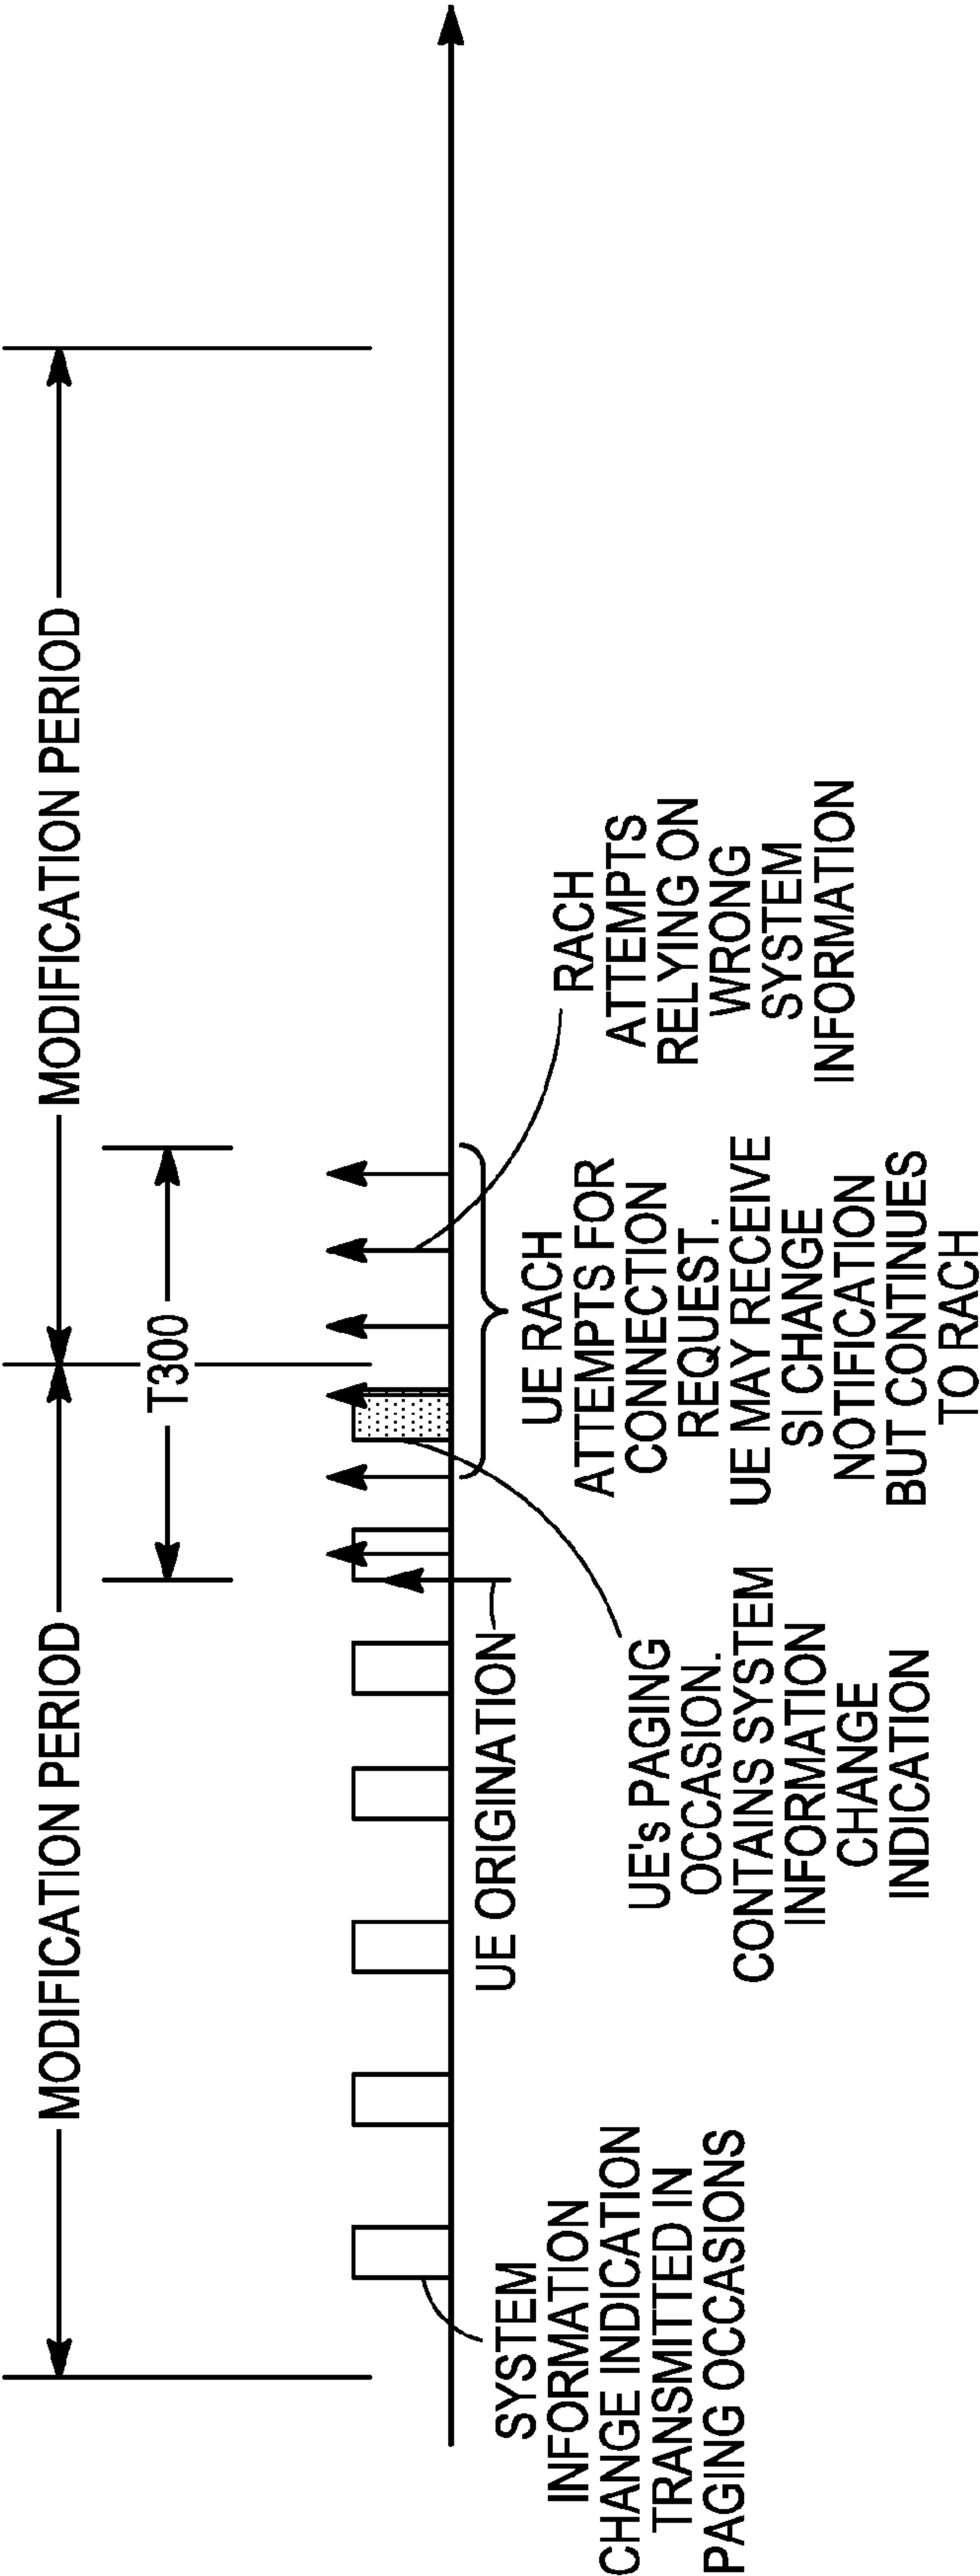 MODIFICATION PERIOD
MODIFICATION PERIOD
T300
SYSTEM
INFORMATION
CHANGE INDICATION
TRANSMITTED IN
PAGING OCCASIONS
UE ORIGINATION
UE's PAGING
OCCASION.
CONTAINS SYSTEM
INFORMATION
CHANGE
INDICATION
UE RACH
ATTEMPTS FOR
CONNECTION
REQUEST.
UE MAY RECEIVE
SI CHANGE
NOTIFICATION
BUT CONTINUES
TO RACH
RACH
ATTEMPTS
RELYING ON
WRONG
SYSTEM
INFORMATION